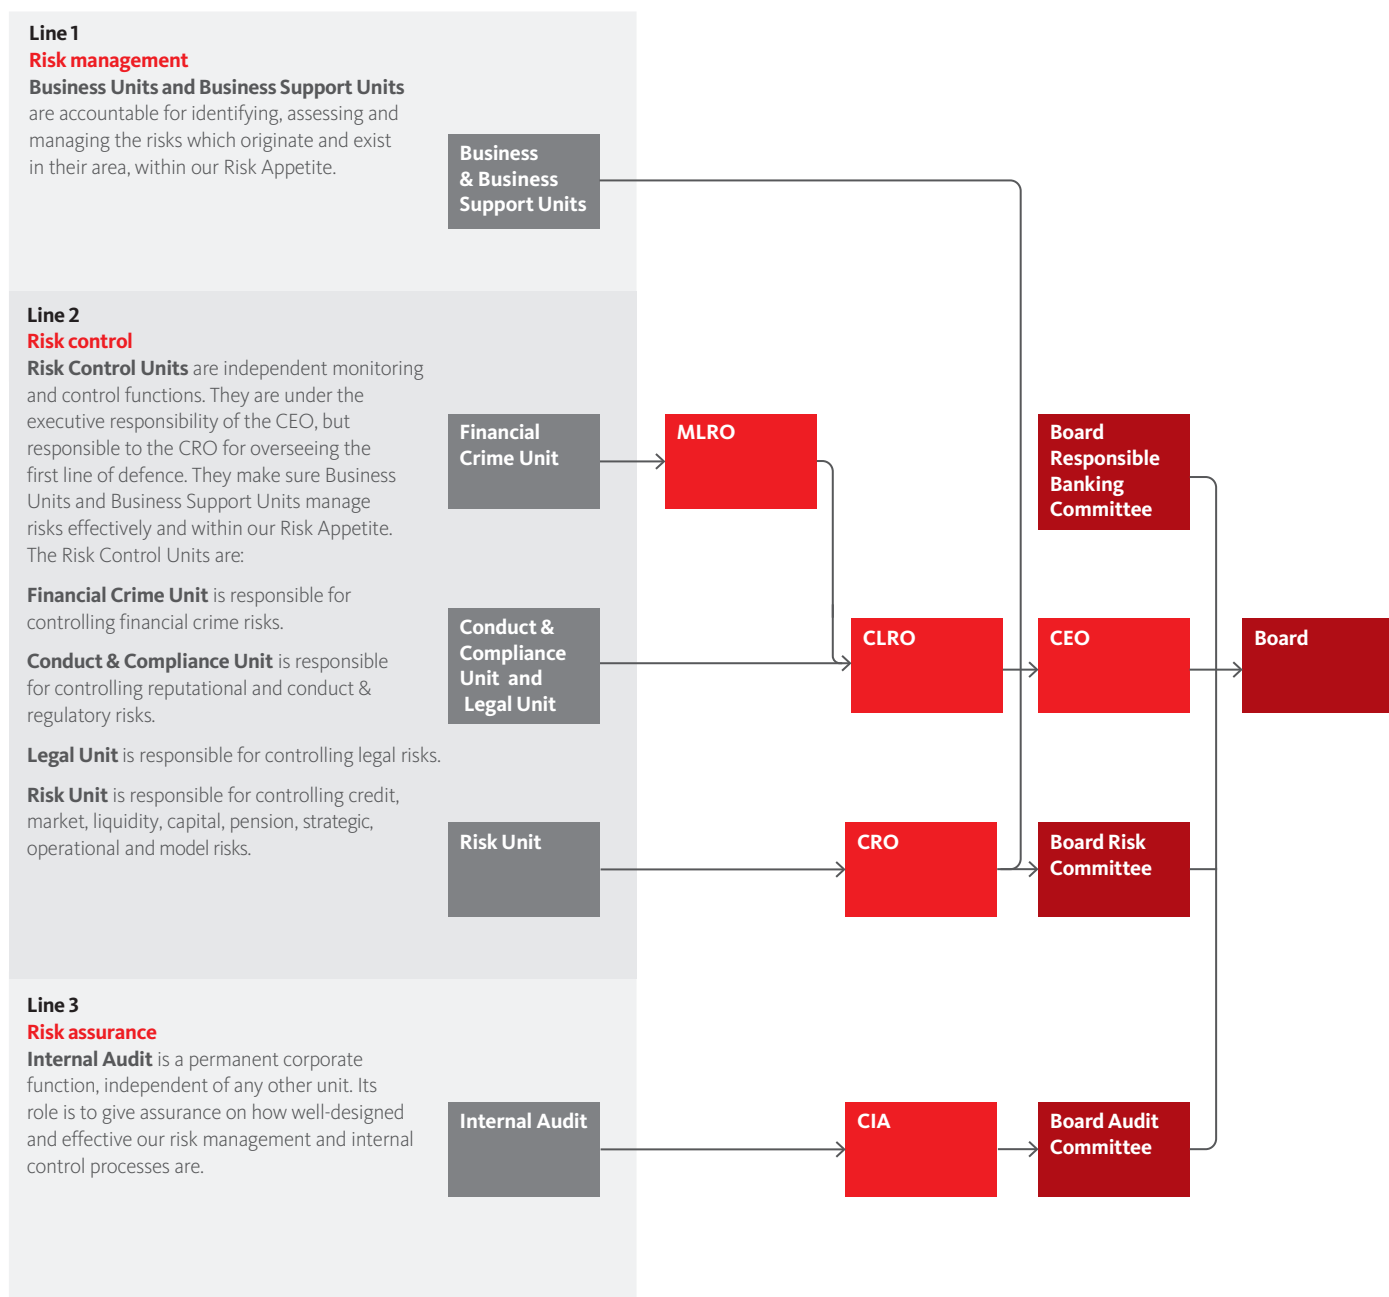 Line 1
Risk management
Business Units and Business Support Units
are accountable for identifying, assessing and
managing the risks which originate and exist
in their area, within our Risk Appetite.
Business
& Business
Support Units
Line 2
Risk control
Risk Control Units are independent monitoring
and control functions. They are under the
executive responsibility of the CEO, but
responsible to the CRO for overseeing the
first line of defence. They make sure Business
Units and Business Support Units manage
risks effectively and within our Risk Appetite.
The Risk Control Units are:
Financial Crime Unit is responsible for
controlling financial crime risks.
Conduct & Compliance Unit is responsible
for controlling reputational and conduct &
regulatory risks.
Legal Unit is responsible for controlling legal risks.
Risk Unit is responsible for controlling credit,
market, liquidity, capital, pension, strategic,
operational and model risks.
Financial
Crime Unit
MLRO
Board
Responsible
Banking
Committee
Conduct &
Compliance
Unit and
Legal Unit
CLRO
CEO
Board
Risk Unit
CRO
Board Risk
Committee
Line 3
Risk assurance
Internal Audit is a permanent corporate
function, independent of any other unit. Its
role is to give assurance on how well-designed
and effective our risk management and internal
control processes are.
Internal Audit
CIA
Board Audit
Committee